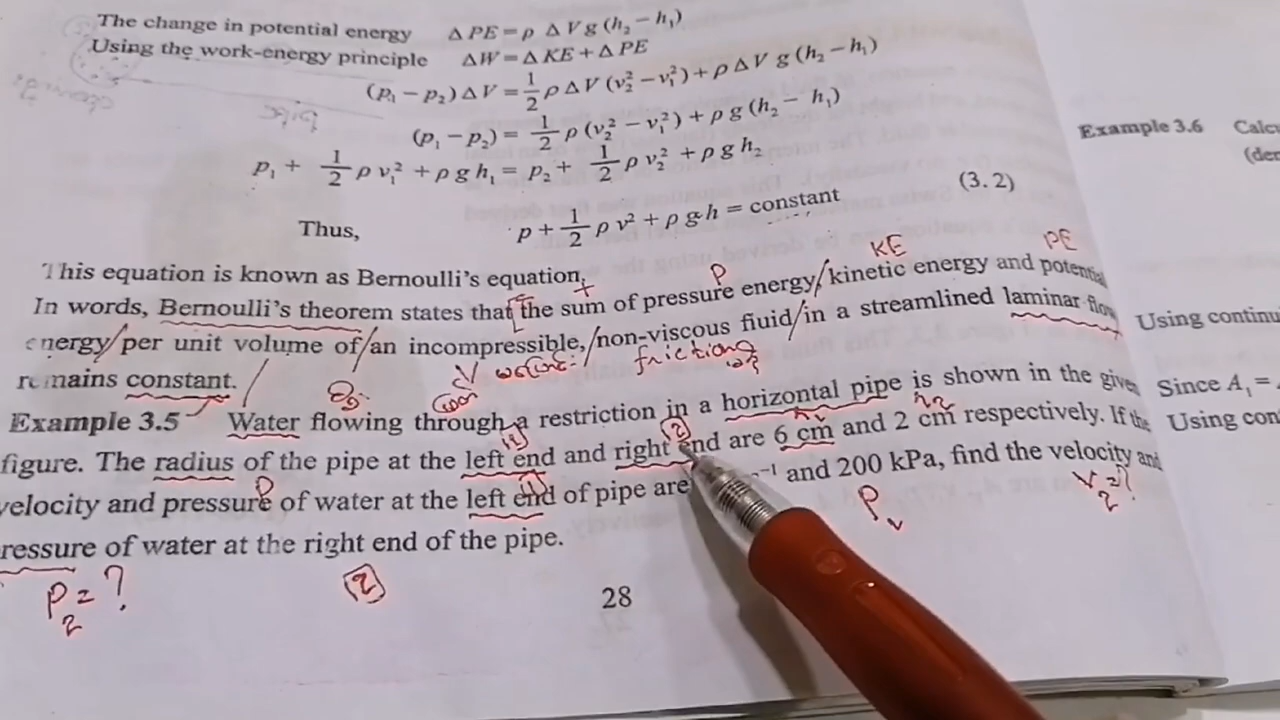 The change in potential energy Δ PE = ρ Δ V g (h₂ − h₁)
Using the work-energy principle ΔW = Δ KE + Δ PE
(p₁ − p₂) Δ V = 1/2 ρ Δ V (v₂² − v₁²) + ρ Δ V g (h₂ − h₁)
(p₁ − p₂) = 1/2 ρ (v₂² − v₁²) + ρ g (h₂ − h₁)
p₁ + 1/2 ρ v₁² + ρ g h₁ = p₂ + 1/2 ρ v₂² + ρ g h₂
(3. 2)
Thus, p + 1/2 ρ v² + ρ g h = constant
KE PE
This equation is known as Bernoulli's equation.
P
In words, Bernoulli's theorem states that the sum of pressure energy/kinetic energy and potential
energy/per unit volume of/an incompressible,/non-viscous fluid/in a streamlined laminar flow
remains constant.
Example 3.5 Water flowing through a restriction in a horizontal pipe is shown in the given
figure. The radius of the pipe at the left end and right end are 6 cm and 2 cm respectively. If the
velocity and pressure of water at the left end of pipe are and 200 kPa, find the velocity and
pressure of water at the right end of the pipe.
P₂ = ?
2
V₂ = ?
28
Example 3.6 Calc
(den
Using continu
Since A₁ =
Using con